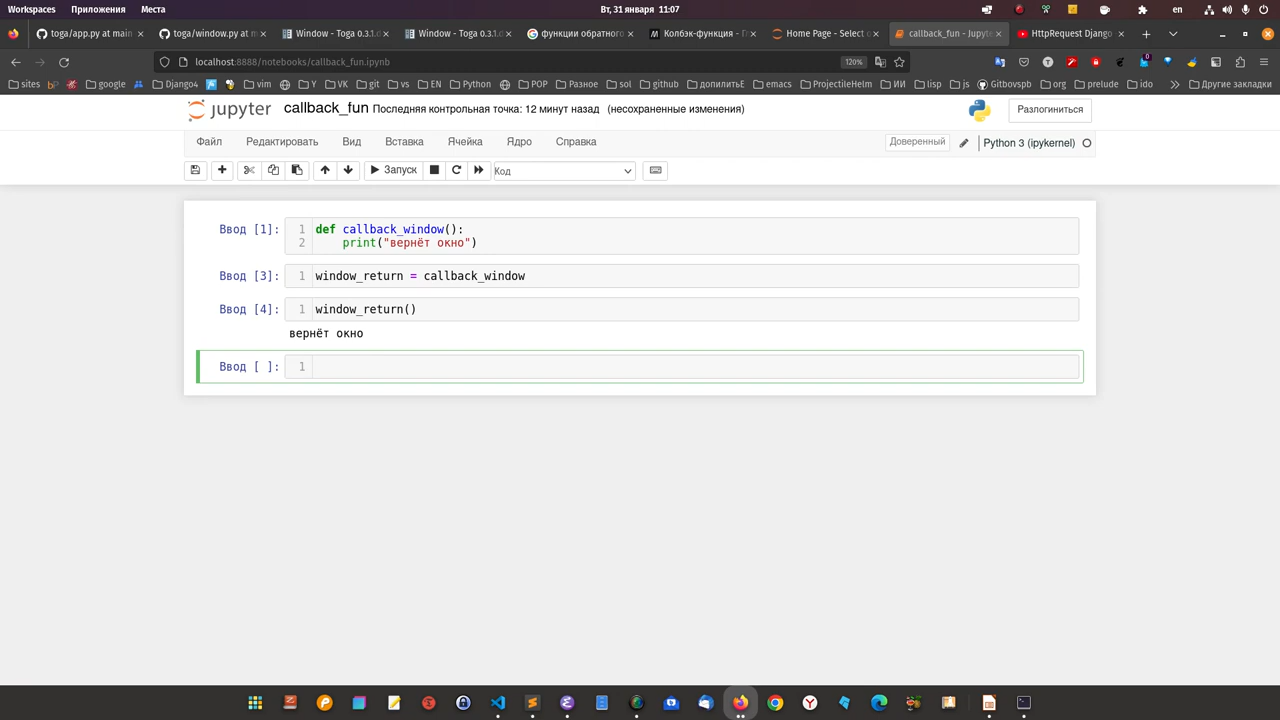 Workspaces Приложения Места Вт, 31 января 11:07 en
toga/app.py at main toga/window.py at m Window - Toga 0.3.1.d Window - Toga 0.3.1.d функции обратного Колбэк-функция - Г Home Page - Select o callback_fun - Jupyte HttpRequest Django
localhost:8888/notebooks/callback_fun.ipynb 120% 0
sites google Django4 vim Y VK git vs EN Python POP Разное sol github допилитьЕ emacs ProjectileHelm ИИ lisp js Gitbovspb org prelude ido Другие закладки
jupyter callback_fun Последняя контрольная точка: 12 минут назад (несохраненные изменения) Разлогиниться
Файл Редактировать Вид Вставка Ячейка Ядро Справка Доверенный Python 3 (ipykernel)
Запуск Код
Ввод [1]: 1 def callback_window():
2 print("вернёт окно")
Ввод [3]: 1 window_return = callback_window
Ввод [4]: 1 window_return()
вернёт окно
Ввод [ ]: 1